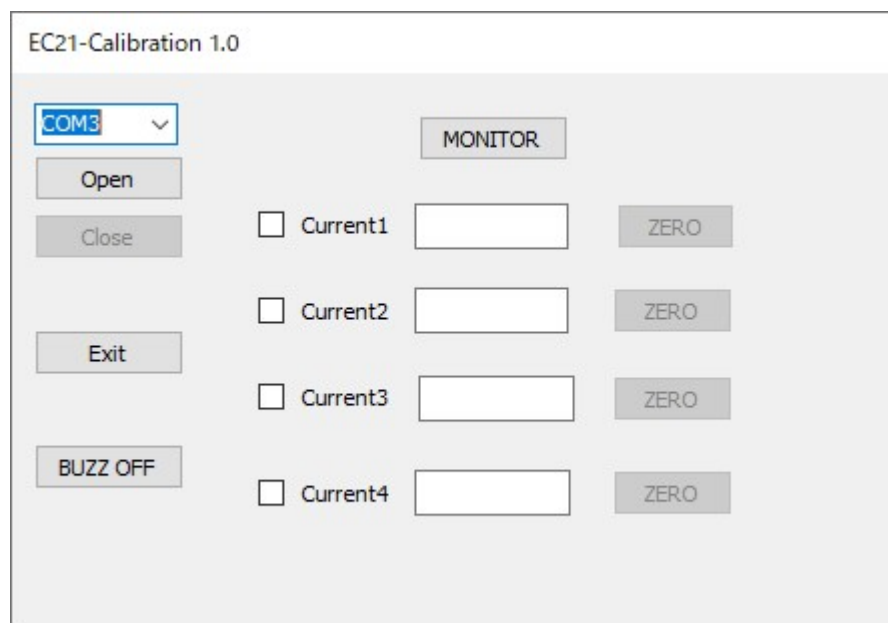 EC21-Calibration 1.0
COM3
MONITOR
Open
Close
Current1
ZERO
Current2
ZERO
Exit
Current3
ZERO
BUZZ OFF
Current4
ZERO